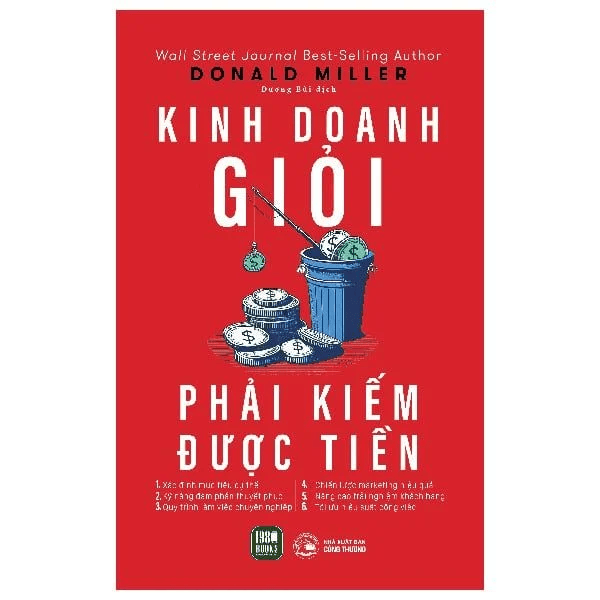 Wall Street Journal Best-Selling Author
DONALD MILLER
Dương Bùi dịch
KINH DOANH
GIỎI
PHẢI KIẾM
ĐƯỢC TIỀN
1. Xác định mục tiêu cụ thể
2. Kỹ năng đàm phán thuyết phục
3. Quy trình làm việc chuyên nghiệp
4. Chiến lược marketing hiệu quả
5. Nâng cao trải nghiệm khách hàng
6. Tối ưu hiệu suất công việc
1980
BOOKS
NHÀ XUẤT BẢN
CÔNG THƯƠNG